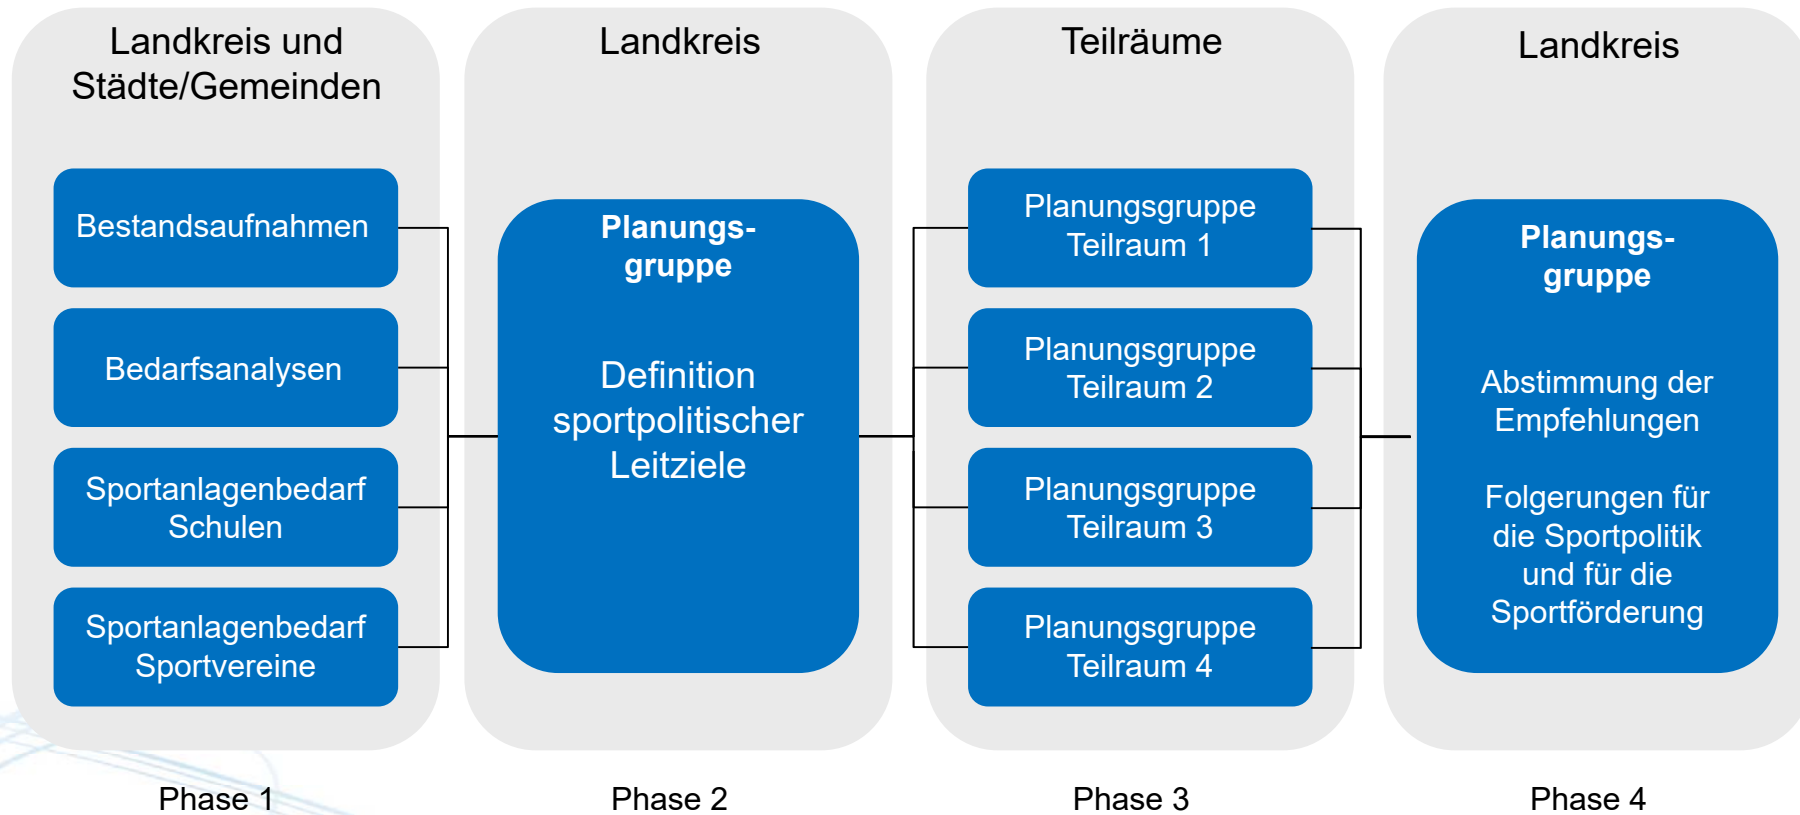 Landkreis und
Städte/Gemeinden
Bestandsaufnahmen
Bedarfsanalysen
Sportanlagenbedarf
Schulen
Sportanlagenbedarf
Sportvereine
Phase 1
Landkreis
Planungs-
gruppe
Definition
sportpolitischer
Leitziele
Phase 2
Teilräume
Planungsgruppe
Teilraum 1
Planungsgruppe
Teilraum 2
Planungsgruppe
Teilraum 3
Planungsgruppe
Teilraum 4
Phase 3
Landkreis
Planungs-
gruppe
Abstimmung der
Empfehlungen
Folgerungen für
die Sportpolitik
und für die
Sportförderung
Phase 4